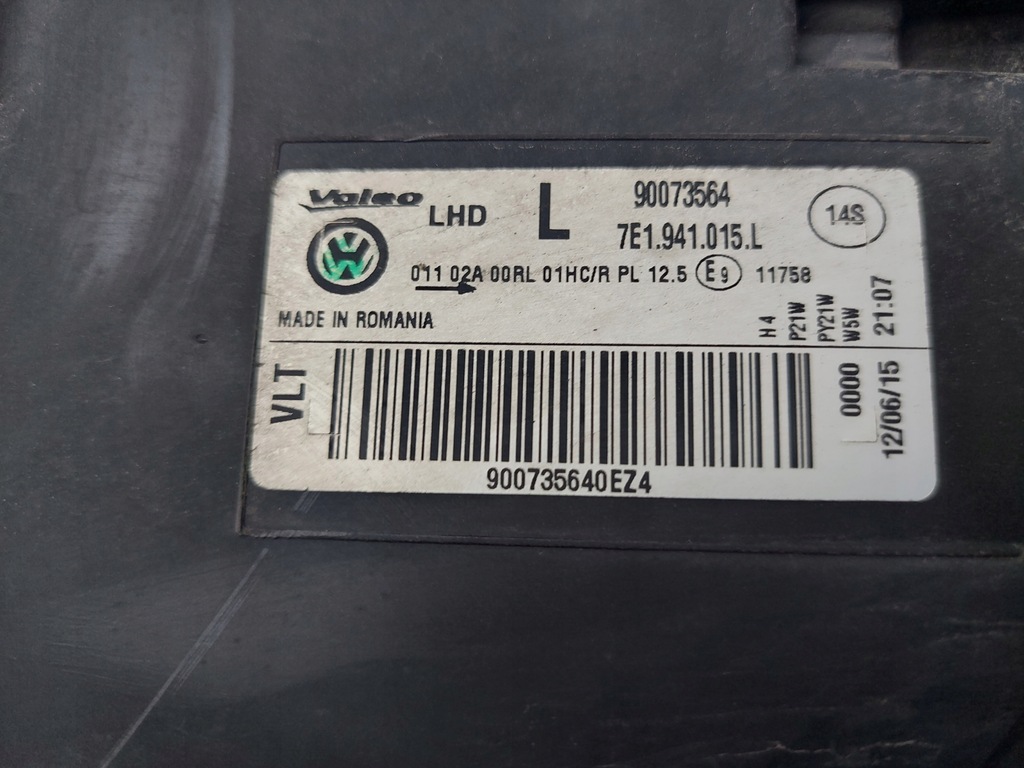 Valeo
LHD
L
90073564
7E1.941.015.L
14S
VW
011 02A 00RL 01HC/R PL 12.5 E9 11758
MADE IN ROMANIA
H4
P21W
PY21W
W5W
21:07
VLT
0000
12/06/15
900735640EZ4